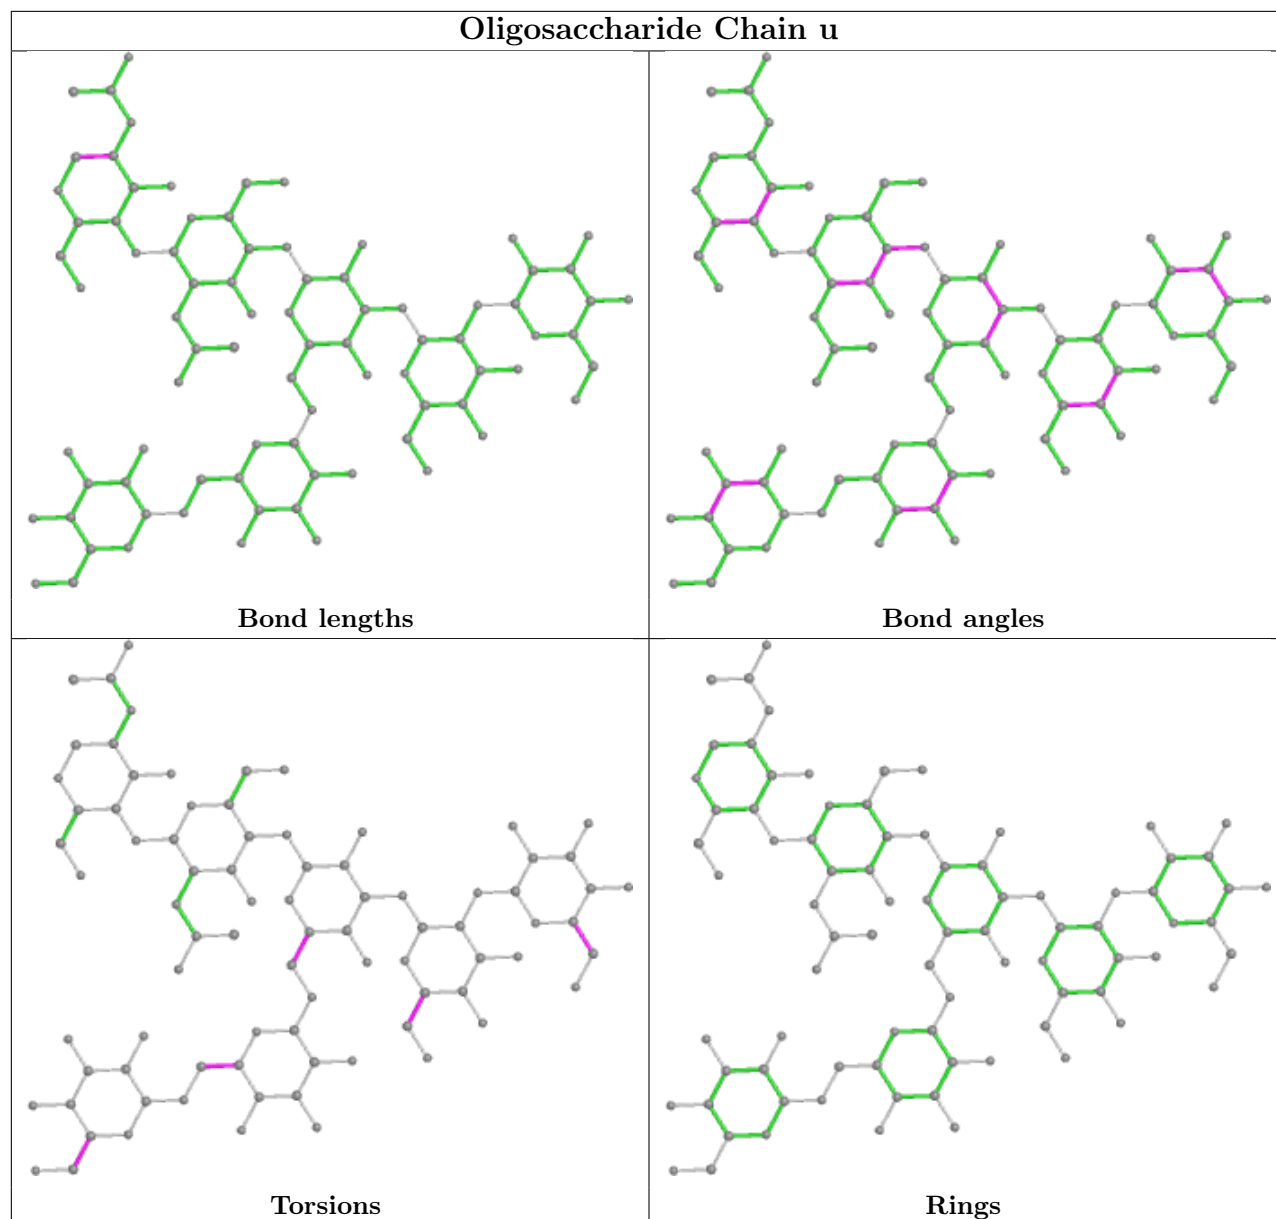 Oligosaccharide Chain u
Bond lengths
Bond angles
Torsions
Rings